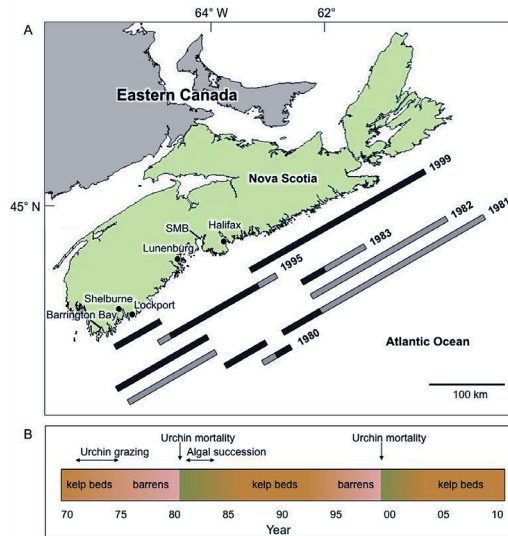 64° W
62°
A
Eastern Canada
Nova Scotia
45° N
SMB
Halifax
Lunenburg
Shelburne
Lockport
Barrington Bay
1999
1981
1982
1983
1995
1980
Atlantic Ocean
100 km
B
Urchin mortality
Urchin mortality
Urchin grazing
Algal succession
kelp beds
barrens
kelp beds
barrens
kelp beds
70 75 80 85 90 95 00 05 10
Year